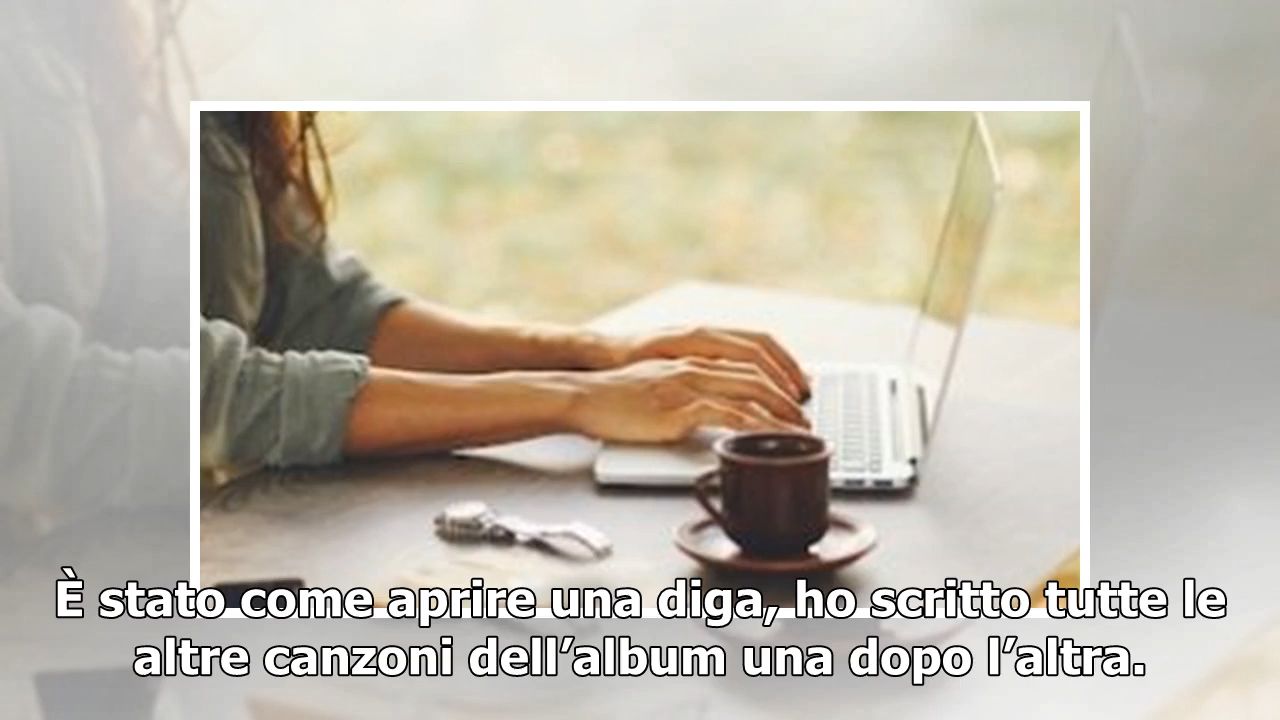 È stato come aprire una diga, ho scritto tutte le
altre canzoni dell’album una dopo l’altra.